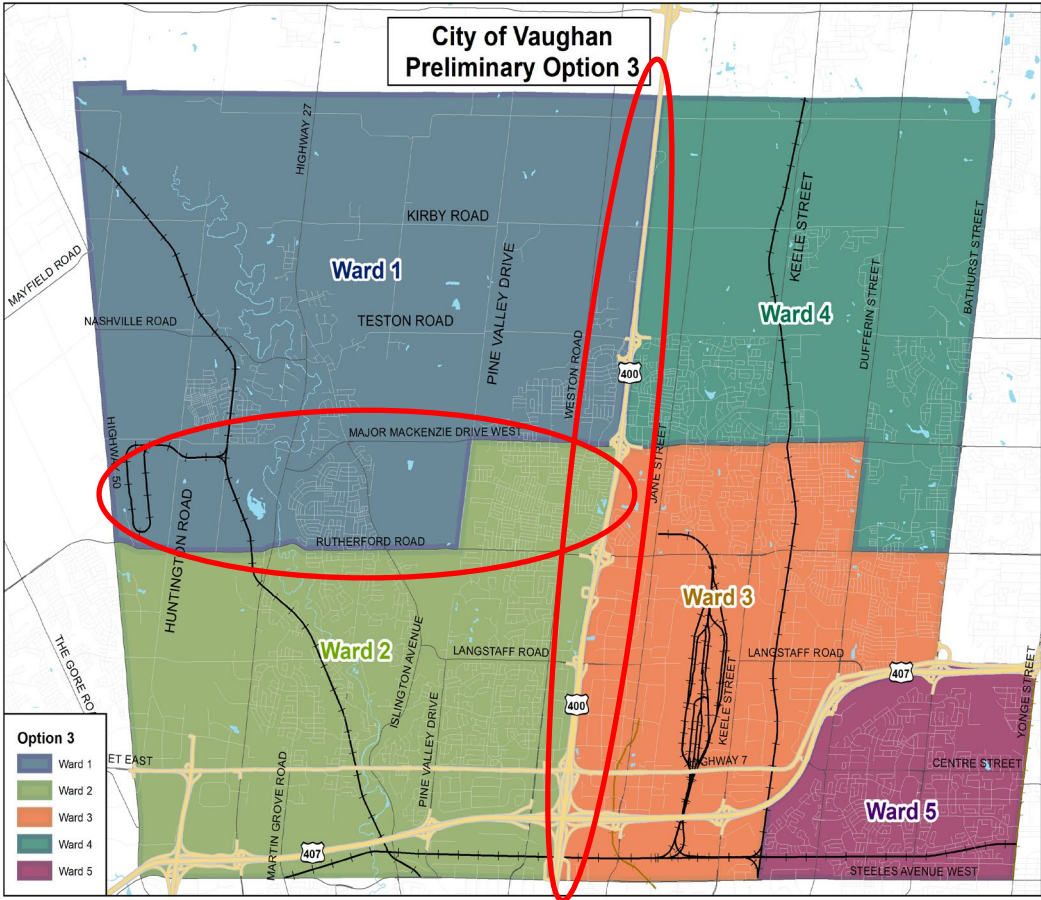 City of Vaughan
Preliminary Option 3
HIGHWAY 27
KIRBY ROAD
KEELE STREET
BATHURST STREET
MAYFIELD ROAD
Ward 1
PINE VALLEY DRIVE
DUFFERIN STREET
NASHVILLE ROAD
TESTON ROAD
Ward 4
WESTON ROAD
400
HIGHWAY 50
MAJOR MACKENZIE DRIVE WEST
JANE STREET
HUNTINGTON ROAD
RUTHERFORD ROAD
Ward 3
Ward 2
LANGSTAFF ROAD
LANGSTAFF ROAD
THE GORE RO
ISLINGTON AVENUE
407
KEELE STREET
YONGE STREET
400
PINE VALLEY DRIVE
Option 3
Ward 1
Ward 2
Ward 3
Ward 4
Ward 5
ET EAST
GHWAY 7
CENTRE STREET
MARTIN GROVE ROAD
Ward 5
407
STEELES AVENUE WEST